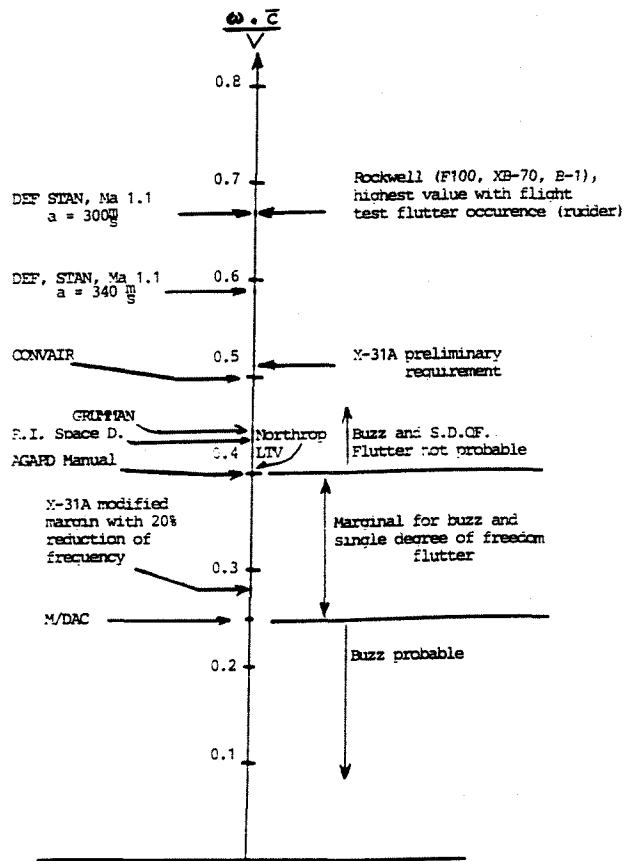 ω . c̄
V
0.8
0.7
DEF STAN, Ma 1.1
a = 300 m/s
Rockwell (F100, XB-70, B-1),
highest value with flight
test flutter occurence (rudder)
0.6
DEF, STAN, Ma 1.1
a = 340 m/s
CONVAIR
0.5
X-31A preliminary
requirement
GRUMMAN
R.I. Space D.
AGARD Manual
0.4
Northrop
LTV
Buzz and S.D.OF.
Flutter not probable
X-31A modified
margin with 20%
reduction of
frequency
Marginal for buzz and
single degree of freedom
flutter
0.3
M/DAC
0.2
Buzz probable
0.1